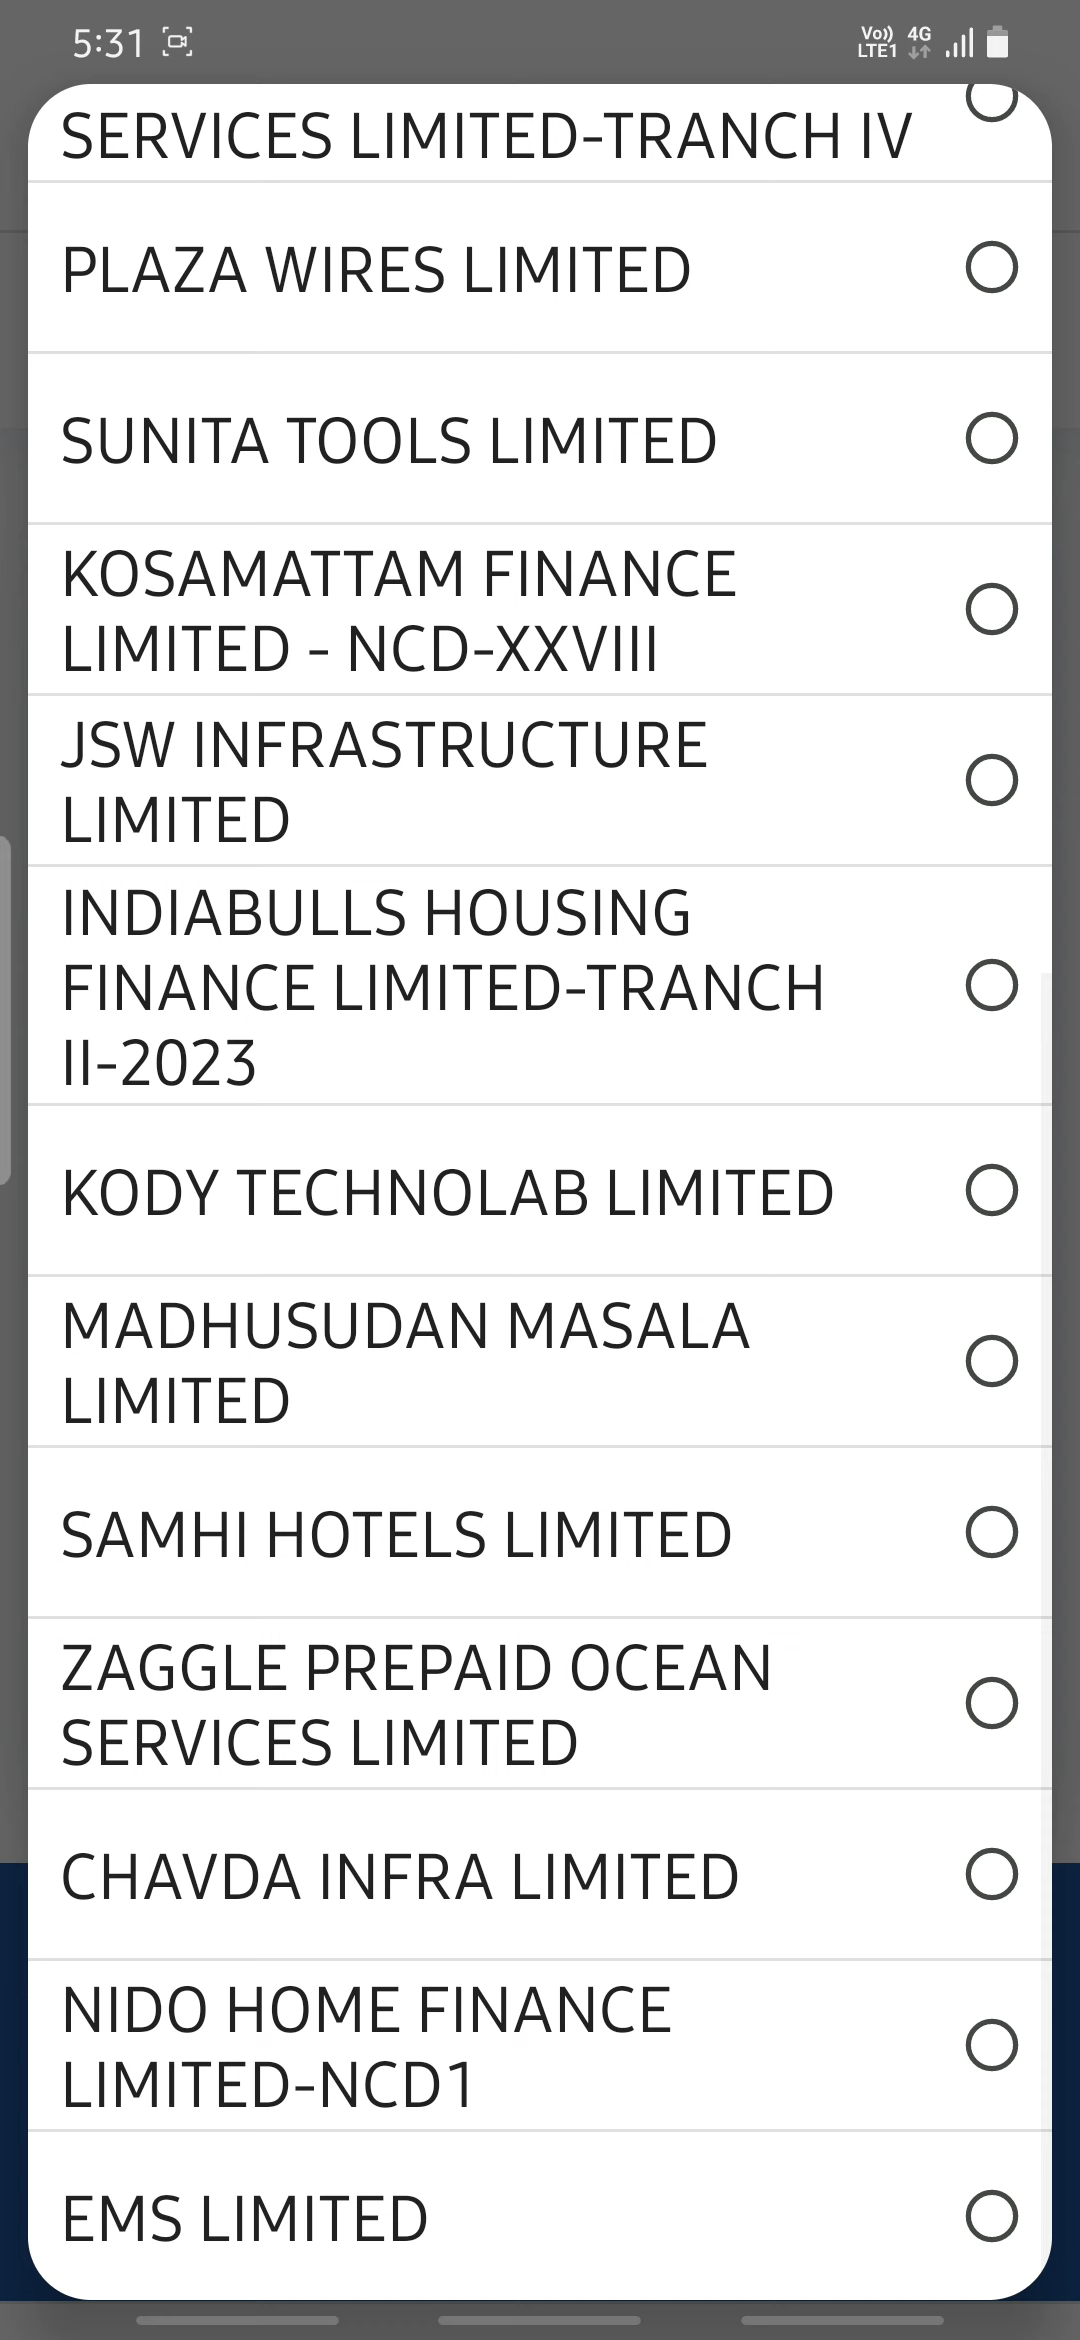 5:31
Vo)) 4G
LTE1
SERVICES LIMITED-TRANCH IV
PLAZA WIRES LIMITED
SUNITA TOOLS LIMITED
KOSAMATTAM FINANCE
LIMITED - NCD-XXVIII
JSW INFRASTRUCTURE
LIMITED
INDIABULLS HOUSING
FINANCE LIMITED-TRANCH
II-2023
KODY TECHNOLAB LIMITED
MADHUSUDAN MASALA
LIMITED
SAMHI HOTELS LIMITED
ZAGGLE PREPAID OCEAN
SERVICES LIMITED
CHAVDA INFRA LIMITED
NIDO HOME FINANCE
LIMITED-NCD1
EMS LIMITED